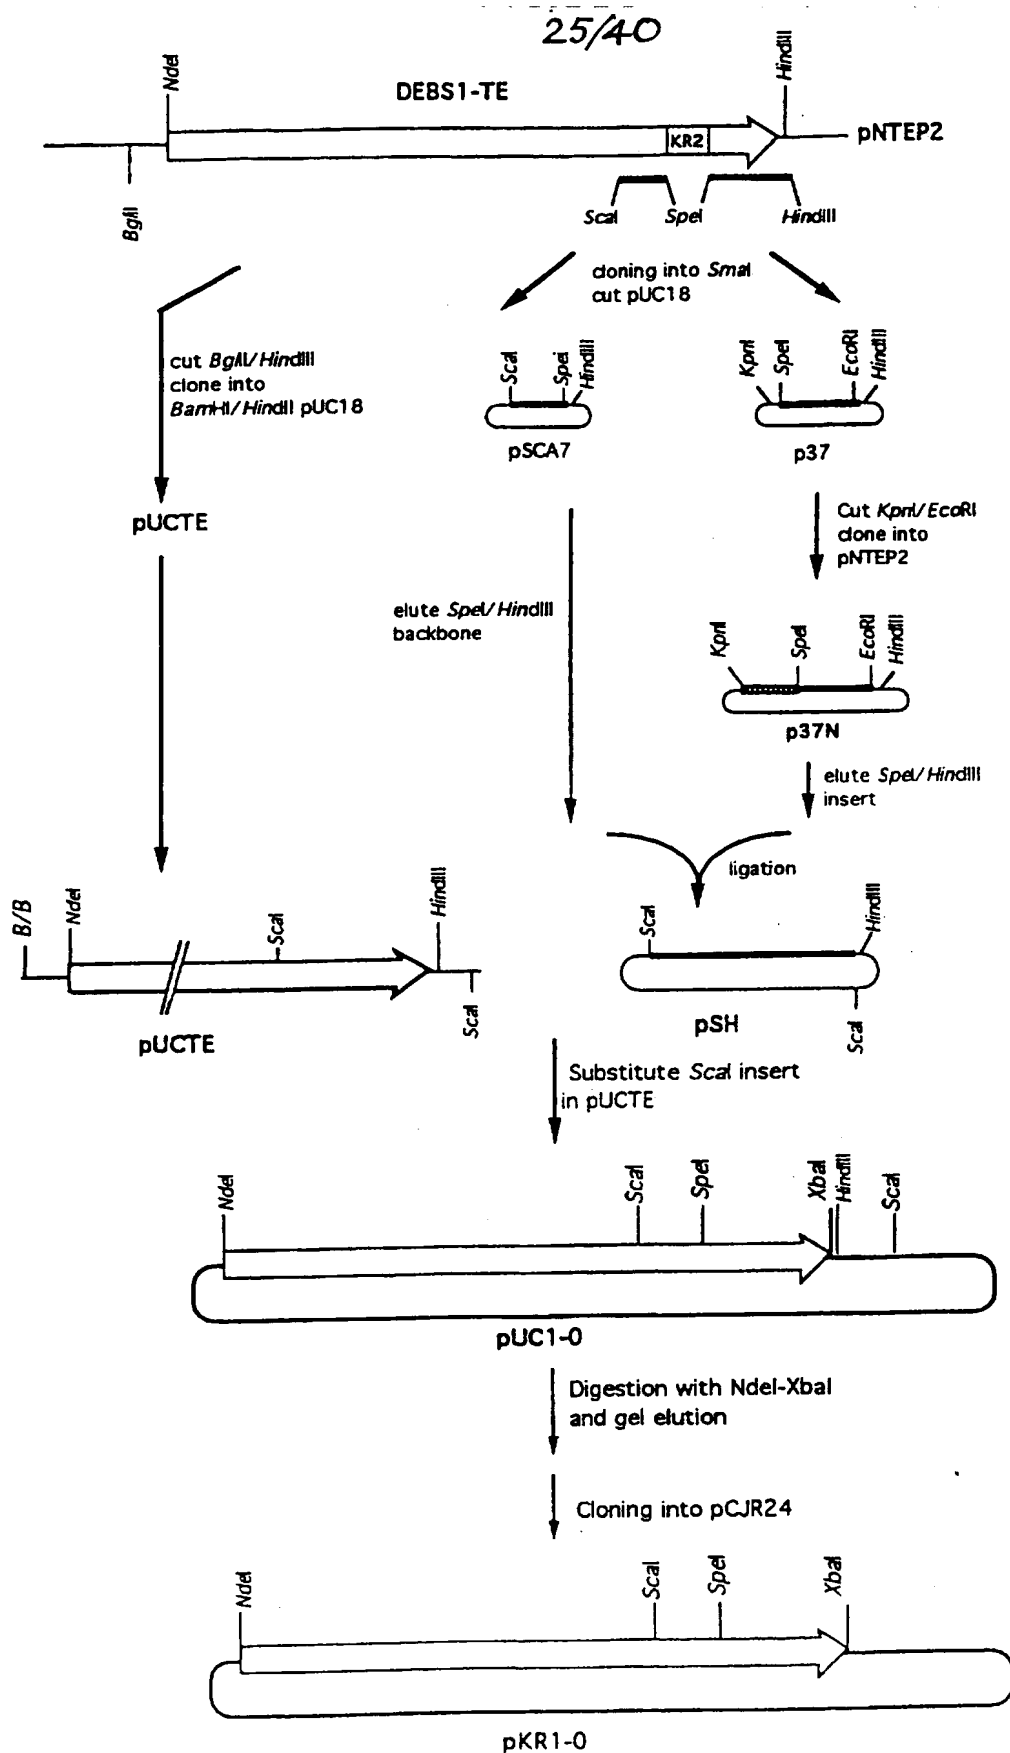 25/40
NdeI
DEBS1-TE
HindIII
KR2
pNTEP2
BglII
ScaI
SpeI
HindIII
cloning into SmaI
cut pUC18
cut BglII/HindIII
clone into
BamHI/HindII pUC18
ScaI
SpeI
HindIII
pSCA7
KpnI
SpeI
EcoRI
HindIII
p37
pUCTE
Cut KpnI/EcoRI
clone into
pNTEP2
elute SpeI/HindIII
backbone
KpnI
SpeI
EcoRI
HindIII
p37N
elute SpeI/HindIII
insert
ligation
B/B
NdeI
ScaI
HindIII
ScaI
pUCTE
ScaI
HindIII
ScaI
pSH
Substitute ScaI insert
in pUCTE
NdeI
ScaI
SpeI
XbaI
HindIII
ScaI
pUC1-0
Digestion with NdeI-XbaI
and gel elution
Cloning into pCJR24
NdeI
ScaI
SpeI
XbaI
pKR1-0